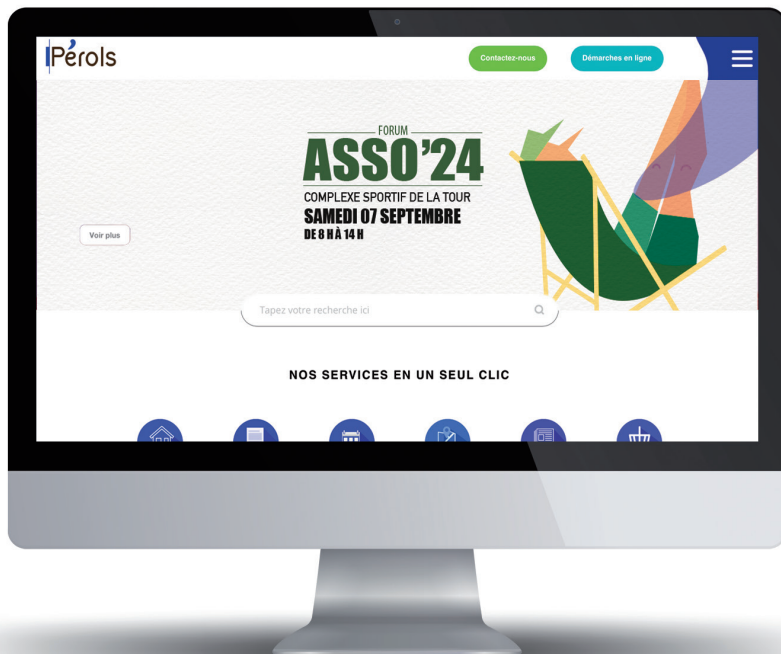 Pérols
Contactez-nous
Démarches en ligne
FORUM
ASSO'24
COMPLEXE SPORTIF DE LA TOUR
SAMEDI 07 SEPTEMBRE
DE 8 H À 14 H
Voir plus
Tapez votre recherche ici
NOS SERVICES EN UN SEUL CLIC